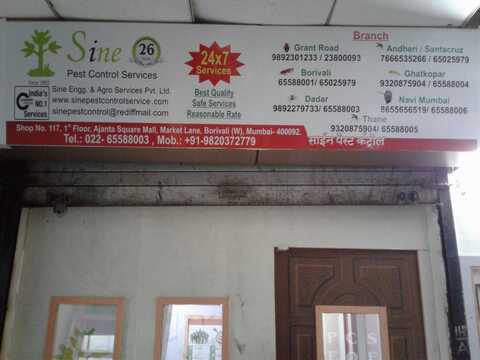 Sine
26
Pest Control Services
Since 1992
Sine Engg. & Agro Services Pvt. Ltd.
www.sinepestcontrolservice.com
sinepestcontrol@rediffmail.com
India's
NO.1
Services
24x7
Services
Best Quality
Safe Services
Reasonable Rate
Branch
Grant Road
9892301233 / 23800093
Andheri / Santacruz
7666535266 / 65025979
Borivali
65588001/ 65025979
Ghatkopar
9320875904 / 65588004
Dadar
9892279733/ 65588003
Navi Mumbai
8655656519/ 65588006
Thane
9320875904/ 65588005
Shop No. 117, 1st Floor, Ajanta Square Mall, Market Lane, Borivali (W), Mumbai- 400092.
Tel.: 022- 65588003 , Mob.: +91-9820372779
साईन पेस्ट कंट्रोल
P C S